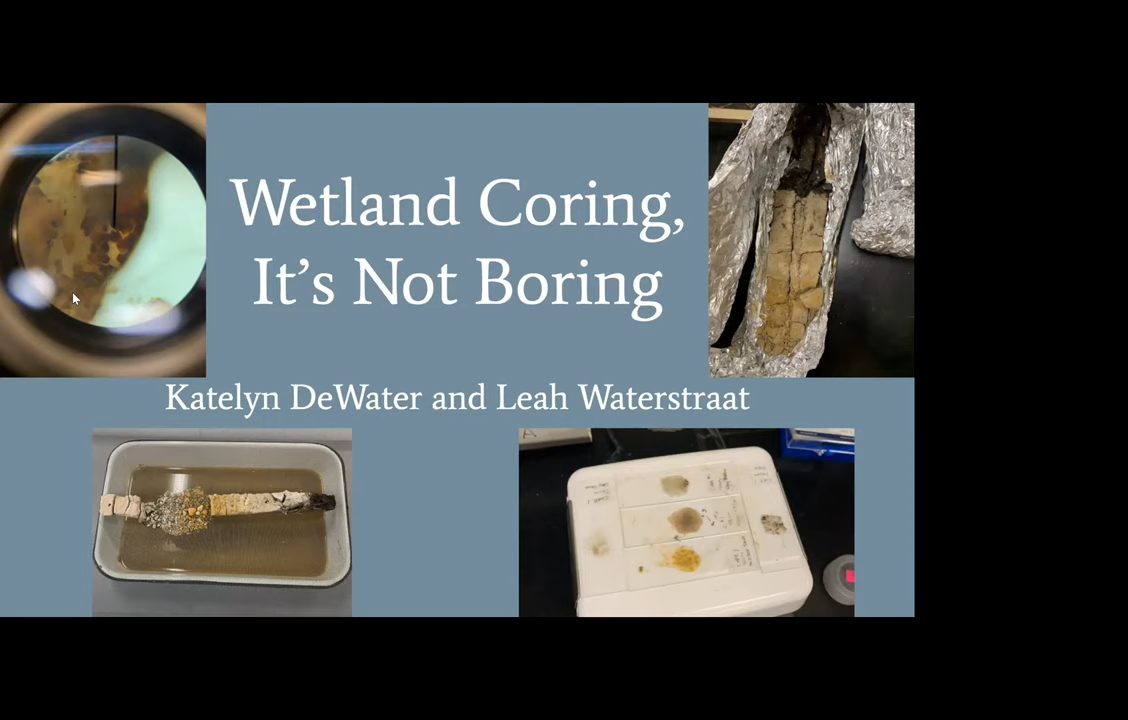 Wetland Coring,
It's Not Boring
Katelyn DeWater and Leah Waterstraat